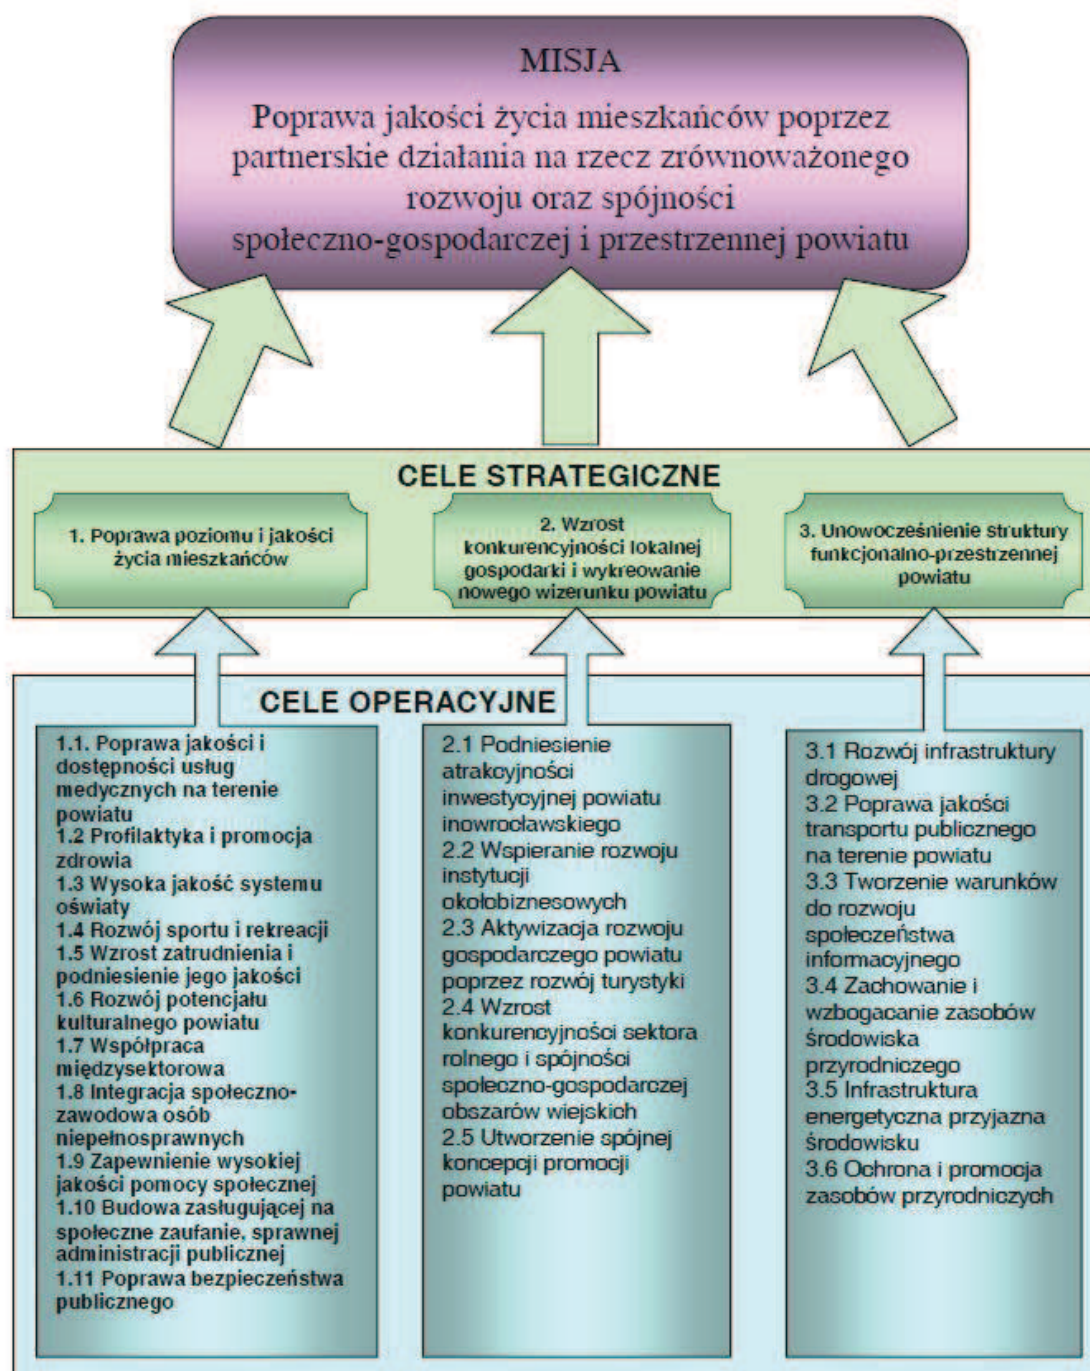 MISJA
Poprawa jakości życia mieszkańców poprzez
partnerskie działania na rzecz zrównoważonego
rozwoju oraz spójności
społeczno-gospodarczej i przestrzennej powiatu
CELE STRATEGICZNE
1. Poprawa poziomu i jakości
życia mieszkańców
2. Wzrost
konkurencyjności lokalnej
gospodarki i wykreowanie
nowego wizerunku powiatu
3. Unowocześnienie struktury
funkcjonalno-przestrzennej
powiatu
CELE OPERACYJNE
1.1. Poprawa jakości i
dostępności usług
medycznych na terenie
powiatu
1.2 Profilaktyka i promocja
zdrowia
1.3 Wysoka jakość systemu
oświaty
1.4 Rozwój sportu i rekreacji
1.5 Wzrost zatrudnienia i
podniesienie jego jakości
1.6 Rozwój potencjału
kulturalnego powiatu
1.7 Współpraca
międzysektorowa
1.8 Integracja społeczno-
zawodowa osób
niepełnosprawnych
1.9 Zapewnienie wysokiej
jakości pomocy społecznej
1.10 Budowa zasługującej na
społeczne zaufanie, sprawnej
administracji publicznej
1.11 Poprawa bezpieczeństwa
publicznego
2.1 Podniesienie
atrakcyjności
inwestycyjnej powiatu
inowrocławskiego
2.2 Wspieranie rozwoju
instytucji
okołobiznesowych
2.3 Aktywizacja rozwoju
gospodarczego powiatu
poprzez rozwój turystyki
2.4 Wzrost
konkurencyjności sektora
rolnego i spójności
społeczno-gospodarczej
obszarów wiejskich
2.5 Utworzenie spójnej
koncepcji promocji
powiatu
3.1 Rozwój infrastruktury
drogowej
3.2 Poprawa jakości
transportu publicznego
na terenie powiatu
3.3 Tworzenie warunków
do rozwoju
społeczeństwa
informacyjnego
3.4 Zachowanie i
wzbogacanie zasobów
środowiska
przyrodniczego
3.5 Infrastruktura
energetyczna przyjazna
środowisku
3.6 Ochrona i promocja
zasobów przyrodniczych